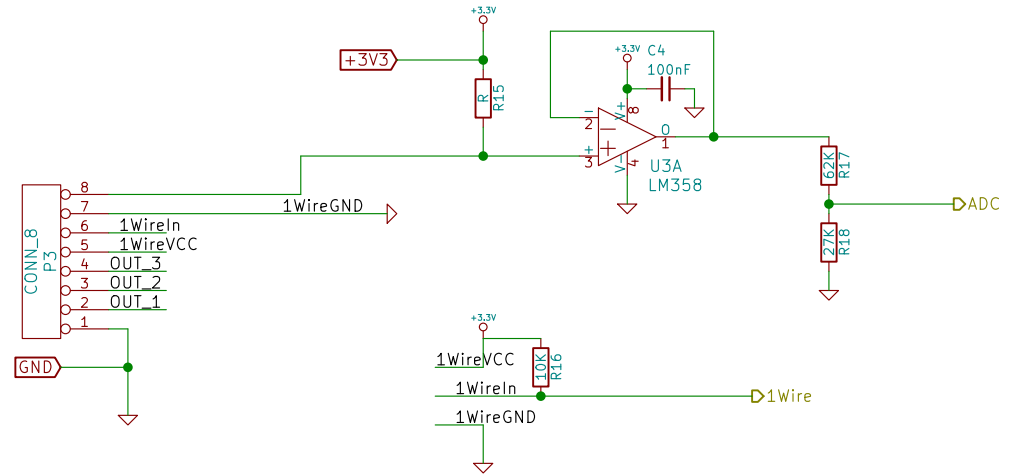 +3.3V
+3V3
R
R15
+3.3V
C4
100nF
V+
8
−
2
+
3
O
1
V−
4
U3A
LM358
62K
R17
ADC
27K
R18
CONN_8
P3
8
7
1WireGND
6
1WireIn
5
1WireVCC
4
OUT_3
3
OUT_2
2
OUT_1
1
GND
+3.3V
1WireVCC
10K
R16
1WireIn
1Wire
1WireGND